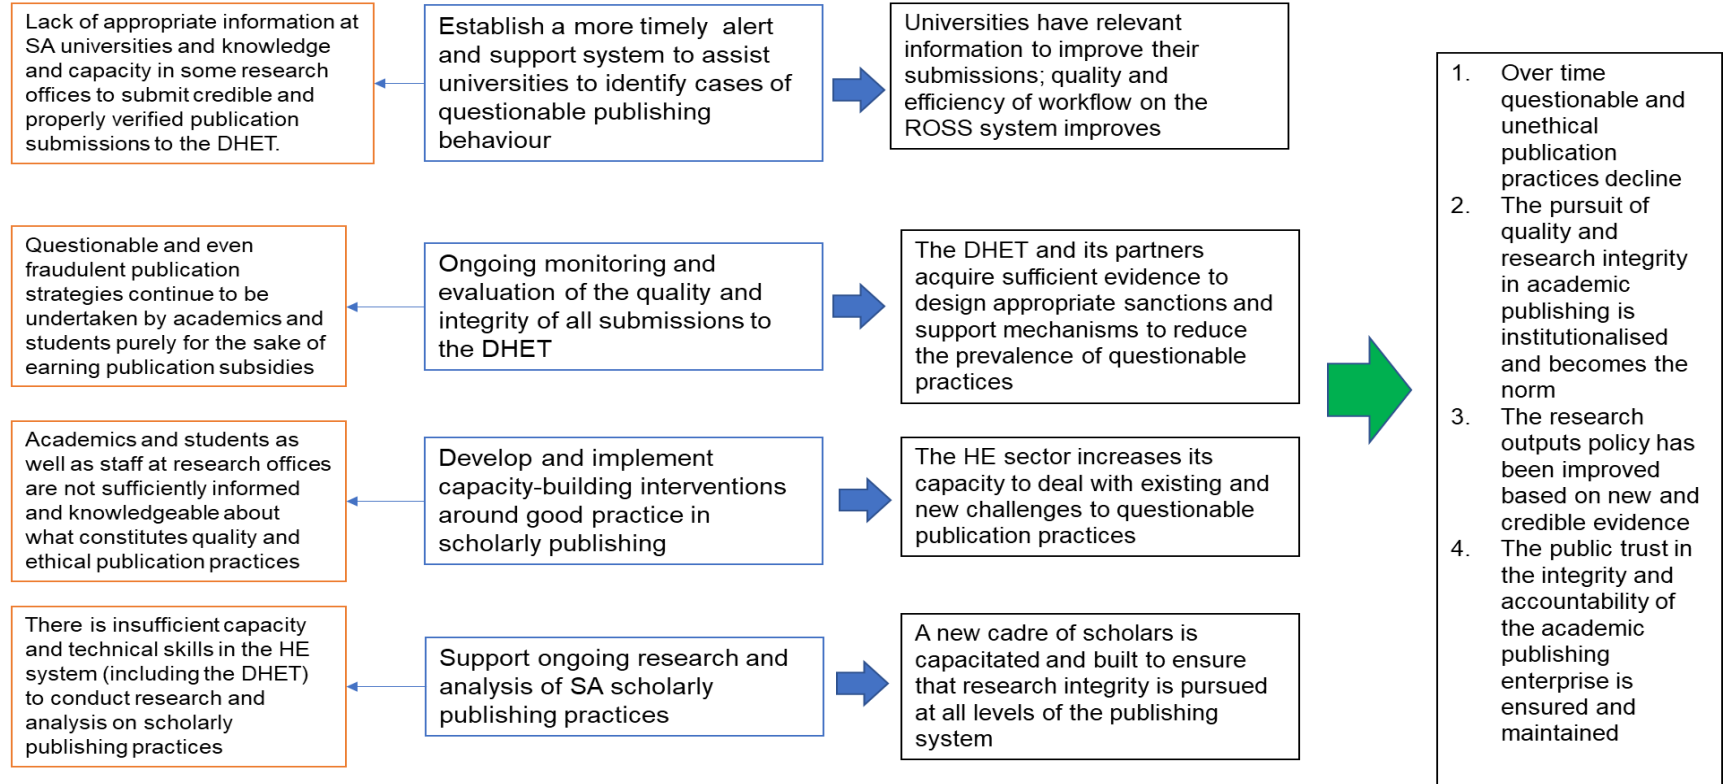 Lack of appropriate information at
SA universities and knowledge
and capacity in some research
offices to submit credible and
properly verified publication
submissions to the DHET.
Establish a more timely alert
and support system to assist
universities to identify cases of
questionable publishing
behaviour
Universities have relevant
information to improve their
submissions; quality and
efficiency of workflow on the
ROSS system improves
Questionable and even
fraudulent publication
strategies continue to be
undertaken by academics and
students purely for the sake of
earning publication subsidies
Ongoing monitoring and
evaluation of the quality and
integrity of all submissions to
the DHET
The DHET and its partners
acquire sufficient evidence to
design appropriate sanctions and
support mechanisms to reduce
the prevalence of questionable
practices
Academics and students as
well as staff at research offices
are not sufficiently informed
and knowledgeable about
what constitutes quality and
ethical publication practices
Develop and implement
capacity-building interventions
around good practice in
scholarly publishing
The HE sector increases its
capacity to deal with existing and
new challenges to questionable
publication practices
There is insufficient capacity
and technical skills in the HE
system (including the DHET)
to conduct research and
analysis on scholarly
publishing practices
Support ongoing research and
analysis of SA scholarly
publishing practices
A new cadre of scholars is
capacitated and built to ensure
that research integrity is pursued
at all levels of the publishing
system
1. Over time
questionable and
unethical
publication
practices decline
2. The pursuit of
quality and
research integrity
in academic
publishing is
institutionalised
and becomes the
norm
3. The research
outputs policy has
been improved
based on new and
credible evidence
4. The public trust in
the integrity and
accountability of
the academic
publishing
enterprise is
ensured and
maintained